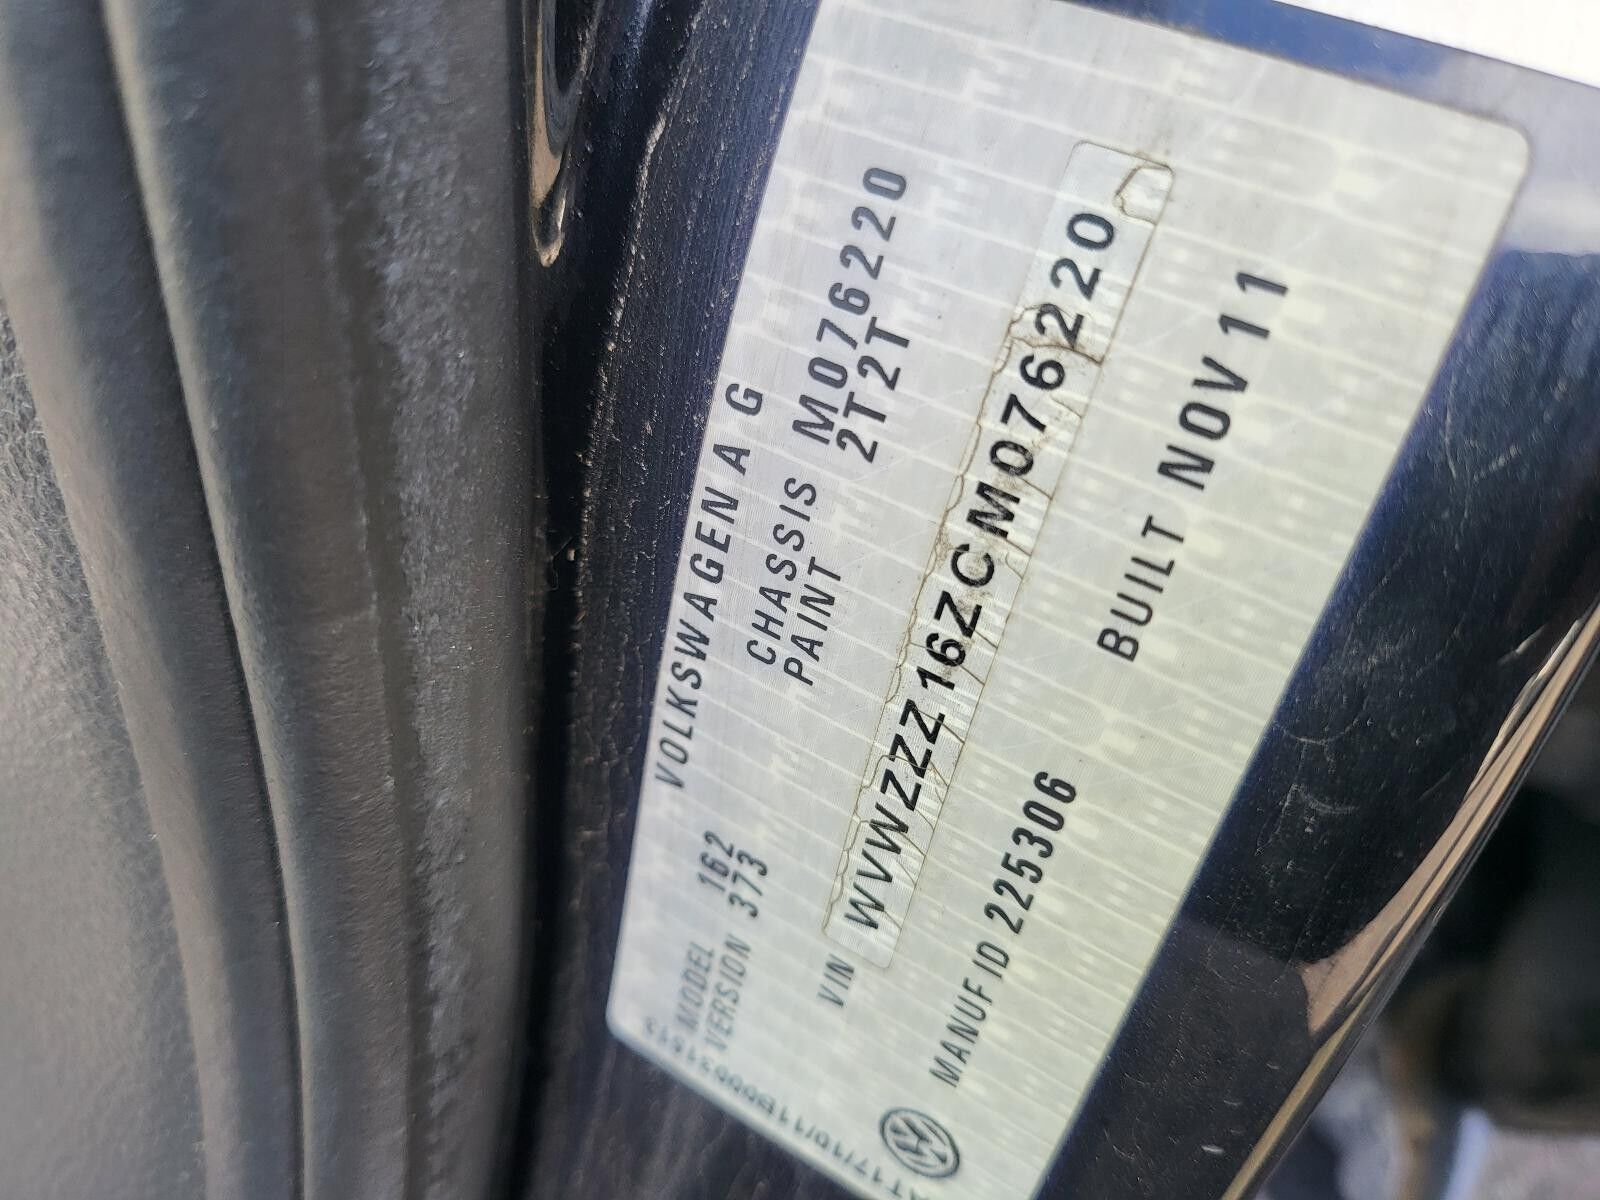 VOLKSWAGEN A G
MODEL 162 CHASSIS M076220
VERSION 373 PAINT 2T2T
VIN WVWZZZ16ZCM076220
MANUF ID 225306 BUILT NOV 11